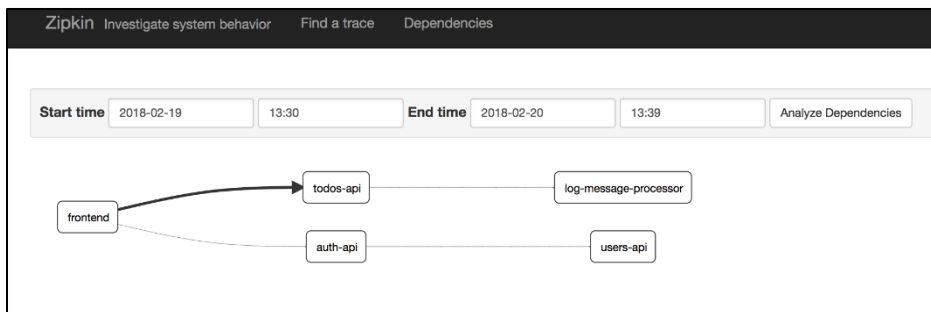 Zipkin Investigate system behavior Find a trace Dependencies
Start time 2018-02-19 13:30 End time 2018-02-20 13:39 Analyze Dependencies
todos-api log-message-processor
frontend
auth-api users-api